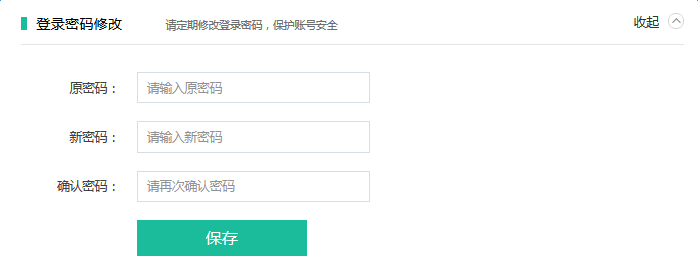 登录密码修改 请定期修改登录密码，保护账号安全 收起
原密码： 请输入原密码
新密码： 请输入新密码
确认密码： 请再次确认密码
保存